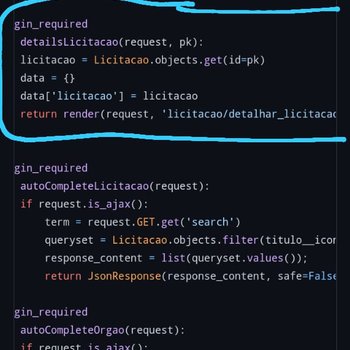 gin_required
detailsLicitacao(request, pk):
licitacao = Licitacao.objects.get(id=pk)
data = {}
data['licitacao'] = licitacao
return render(request, 'licitacao/detalhar_licitacao
gin_required
autoCompleteLicitacao(request):
if request.is_ajax():
term = request.GET.get('search')
queryset = Licitacao.objects.filter(titulo__icon
response_content = list(queryset.values());
return JsonResponse(response_content, safe=False
gin_required
autoCompleteOrgao(request):
if request.is_ajax():